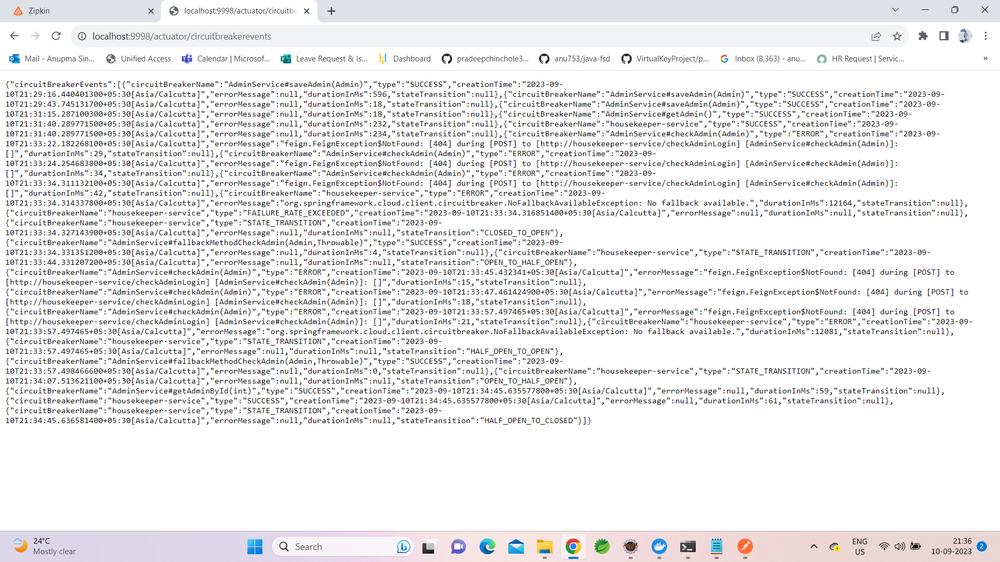 Zipkin
localhost:9998/actuator/circuitbr
localhost:9998/actuator/circuitbreakerevents
Mail - Anupma Sin...
Unified Access
Calendar | Microsof...
Leave Request & Is...
Dashboard
pradeepchinchole3...
anu753/java-fsd
VirtualKeyProject/p...
Inbox (8,363) - anu...
HR Request | Servic...
»
{"circuitBreakerEvents":[{"circuitBreakerName":"AdminService#saveAdmin(Admin)","type":"SUCCESS","creationTime":"2023-09-
10T21:29:16.440401300+05:30[Asia/Calcutta]","errorMessage":null,"durationInMs":596,"stateTransition":null},{"circuitBreakerName":"AdminService#saveAdmin(Admin)","type":"SUCCESS","creationTime":"2023-09-
10T21:29:43.745131700+05:30[Asia/Calcutta]","errorMessage":null,"durationInMs":18,"stateTransition":null},{"circuitBreakerName":"AdminService#saveAdmin(Admin)","type":"SUCCESS","creationTime":"2023-09-
10T21:31:15.287100300+05:30[Asia/Calcutta]","errorMessage":null,"durationInMs":18,"stateTransition":null},{"circuitBreakerName":"AdminService#getAdmin()","type":"SUCCESS","creationTime":"2023-09-
10T21:31:40.289771500+05:30[Asia/Calcutta]","errorMessage":null,"durationInMs":232,"stateTransition":null},{"circuitBreakerName":"housekeeper-service","type":"SUCCESS","creationTime":"2023-09-
10T21:31:40.289771500+05:30[Asia/Calcutta]","errorMessage":null,"durationInMs":234,"stateTransition":null},{"circuitBreakerName":"AdminService#checkAdmin(Admin)","type":"ERROR","creationTime":"2023-09-
10T21:33:22.182268100+05:30[Asia/Calcutta]","errorMessage":"feign.FeignException$NotFound: [404] during [POST] to [http://housekeeper-service/checkAdminLogin] [AdminService#checkAdmin(Admin)]:
[]","durationInMs":29,"stateTransition":null},{"circuitBreakerName":"AdminService#checkAdmin(Admin)","type":"ERROR","creationTime":"2023-09-
10T21:33:24.254683800+05:30[Asia/Calcutta]","errorMessage":"feign.FeignException$NotFound: [404] during [POST] to [http://housekeeper-service/checkAdminLogin] [AdminService#checkAdmin(Admin)]:
[]","durationInMs":34,"stateTransition":null},{"circuitBreakerName":"AdminService#checkAdmin(Admin)","type":"ERROR","creationTime":"2023-09-
10T21:33:34.311132100+05:30[Asia/Calcutta]","errorMessage":"feign.FeignException$NotFound: [404] during [POST] to [http://housekeeper-service/checkAdminLogin] [AdminService#checkAdmin(Admin)]:
[]","durationInMs":42,"stateTransition":null},{"circuitBreakerName":"housekeeper-service","type":"ERROR","creationTime":"2023-09-
10T21:33:34.314337800+05:30[Asia/Calcutta]","errorMessage":"org.springframework.cloud.client.circuitbreaker.NoFallbackAvailableException: No fallback available.","durationInMs":12164,"stateTransition":null},
{"circuitBreakerName":"housekeeper-service","type":"FAILURE_RATE_EXCEEDED","creationTime":"2023-09-10T21:33:34.316851400+05:30[Asia/Calcutta]","errorMessage":null,"durationInMs":null,"stateTransition":null},
{"circuitBreakerName":"housekeeper-service","type":"STATE_TRANSITION","creationTime":"2023-09-
10T21:33:34.327143900+05:30[Asia/Calcutta]","errorMessage":null,"durationInMs":null,"stateTransition":"CLOSED_TO_OPEN"},
{"circuitBreakerName":"AdminService#fallbackMethodCheckAdmin(Admin,Throwable)","type":"SUCCESS","creationTime":"2023-09-
10T21:33:34.331351200+05:30[Asia/Calcutta]","errorMessage":null,"durationInMs":4,"stateTransition":null},{"circuitBreakerName":"housekeeper-service","type":"STATE_TRANSITION","creationTime":"2023-09-
10T21:33:44.331207200+05:30[Asia/Calcutta]","errorMessage":null,"durationInMs":null,"stateTransition":"OPEN_TO_HALF_OPEN"},
{"circuitBreakerName":"AdminService#checkAdmin(Admin)","type":"ERROR","creationTime":"2023-09-10T21:33:45.432341+05:30[Asia/Calcutta]","errorMessage":"feign.FeignException$NotFound: [404] during [POST] to
[http://housekeeper-service/checkAdminLogin] [AdminService#checkAdmin(Admin)]: []","durationInMs":15,"stateTransition":null},
{"circuitBreakerName":"AdminService#checkAdmin(Admin)","type":"ERROR","creationTime":"2023-09-10T21:33:47.461424900+05:30[Asia/Calcutta]","errorMessage":"feign.FeignException$NotFound: [404] during [POST] to
[http://housekeeper-service/checkAdminLogin] [AdminService#checkAdmin(Admin)]: []","durationInMs":18,"stateTransition":null},
{"circuitBreakerName":"AdminService#checkAdmin(Admin)","type":"ERROR","creationTime":"2023-09-10T21:33:57.497465+05:30[Asia/Calcutta]","errorMessage":"feign.FeignException$NotFound: [404] during [POST] to
[http://housekeeper-service/checkAdminLogin] [AdminService#checkAdmin(Admin)]: []","durationInMs":21,"stateTransition":null},{"circuitBreakerName":"housekeeper-service","type":"ERROR","creationTime":"2023-09-
10T21:33:57.497465+05:30[Asia/Calcutta]","errorMessage":"org.springframework.cloud.client.circuitbreaker.NoFallbackAvailableException: No fallback available.","durationInMs":12081,"stateTransition":null},
{"circuitBreakerName":"housekeeper-service","type":"STATE_TRANSITION","creationTime":"2023-09-
10T21:33:57.497465+05:30[Asia/Calcutta]","errorMessage":null,"durationInMs":null,"stateTransition":"HALF_OPEN_TO_OPEN"},
{"circuitBreakerName":"AdminService#fallbackMethodCheckAdmin(Admin,Throwable)","type":"SUCCESS","creationTime":"2023-09-
10T21:33:57.498466600+05:30[Asia/Calcutta]","errorMessage":null,"durationInMs":0,"stateTransition":null},{"circuitBreakerName":"housekeeper-service","type":"STATE_TRANSITION","creationTime":"2023-09-
10T21:34:07.513621100+05:30[Asia/Calcutta]","errorMessage":null,"durationInMs":null,"stateTransition":"OPEN_TO_HALF_OPEN"},
{"circuitBreakerName":"AdminService#getAdminById(int)","type":"SUCCESS","creationTime":"2023-09-10T21:34:45.635577800+05:30[Asia/Calcutta]","errorMessage":null,"durationInMs":59,"stateTransition":null},
{"circuitBreakerName":"housekeeper-service","type":"SUCCESS","creationTime":"2023-09-10T21:34:45.635577800+05:30[Asia/Calcutta]","errorMessage":null,"durationInMs":61,"stateTransition":null},
{"circuitBreakerName":"housekeeper-service","type":"STATE_TRANSITION","creationTime":"2023-09-
10T21:34:45.636581400+05:30[Asia/Calcutta]","errorMessage":null,"durationInMs":null,"stateTransition":"HALF_OPEN_TO_CLOSED"}]}
24°C
Mostly clear
Search
ENG
US
21:36
10-09-2023
2